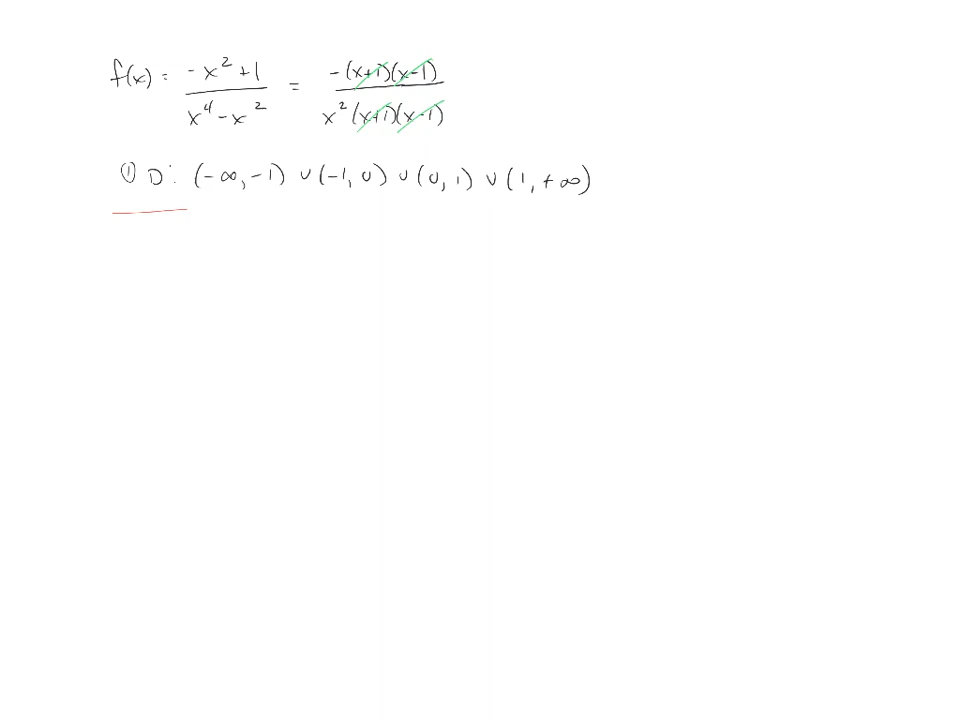 f(x) = (-x² + 1)/(x⁴ - x²) = (-(x+1)(x-1))/(x²(x+1)(x-1))
① D: (-∞, -1) ∪ (-1, 0) ∪ (0, 1) ∪ (1, +∞)